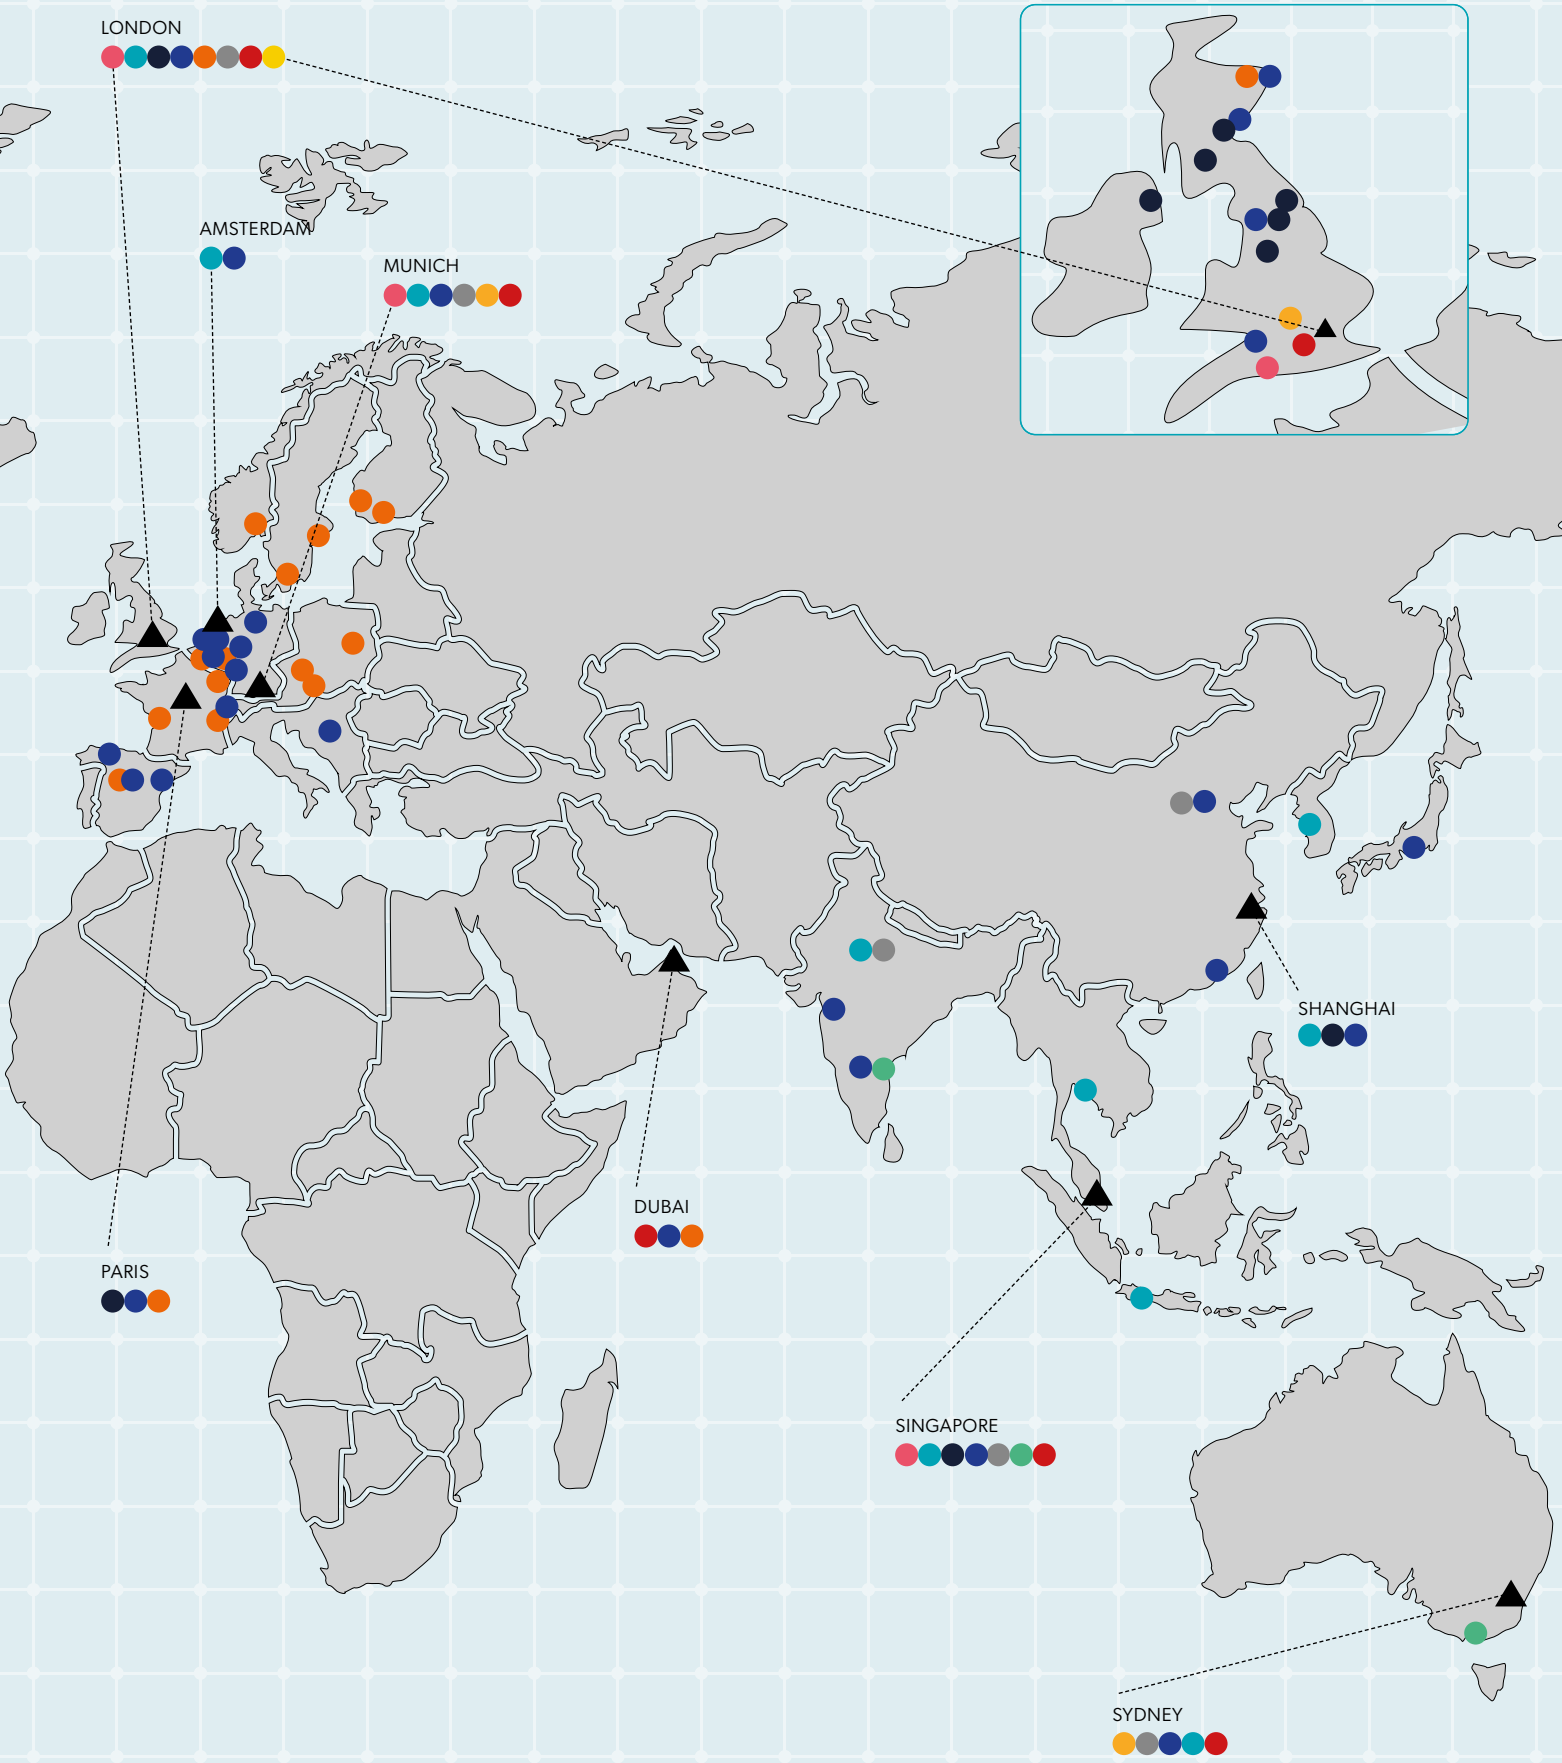 LONDON
AMSTERDAM
MUNICH
SHANGHAI
DUBAI
PARIS
SINGAPORE
SYDNEY